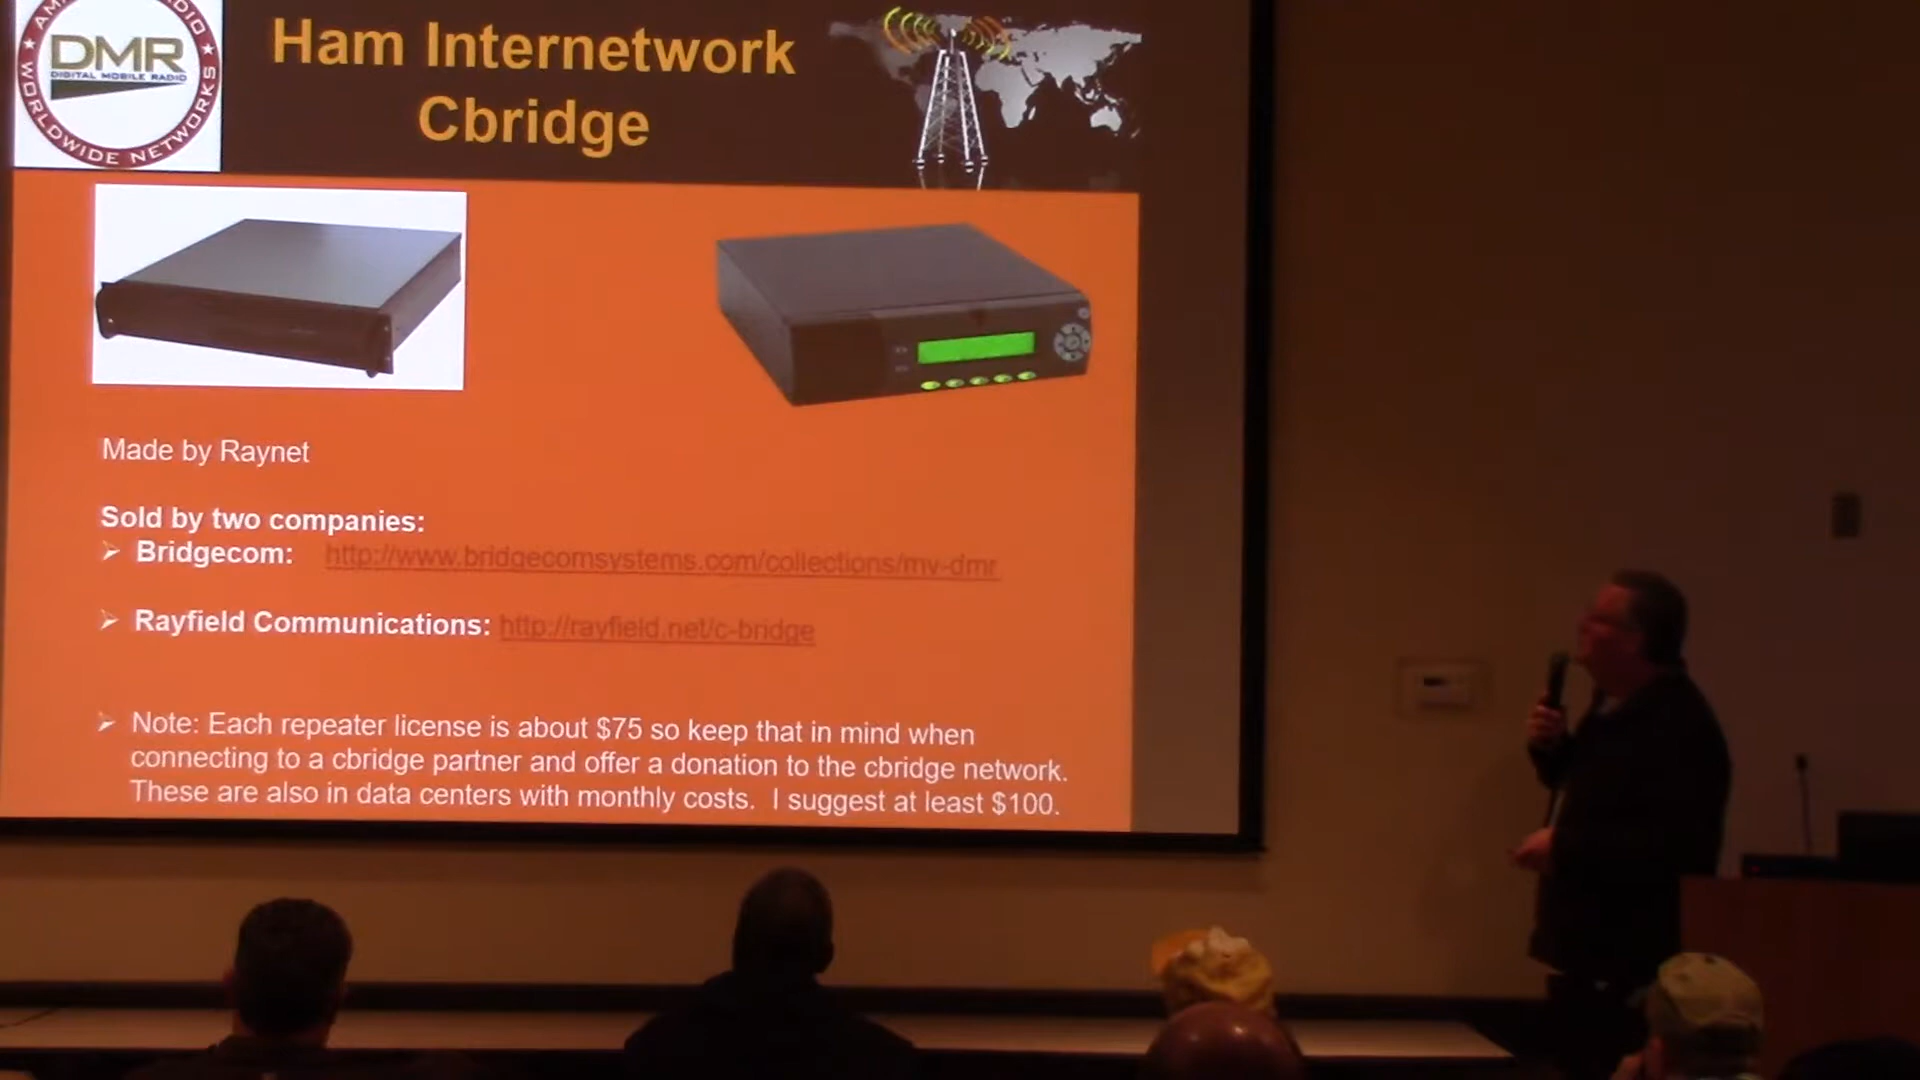 DMR
DIGITAL MOBILE RADIO
WORLDWIDE NETWORKS
Ham Internetwork
Cbridge
Made by Raynet
Sold by two companies:
➢ Bridgecom: http://www.bridgecomsystems.com/collections/mv-dmr
➢ Rayfield Communications: http://rayfield.net/c-bridge
➢ Note: Each repeater license is about $75 so keep that in mind when
connecting to a cbridge partner and offer a donation to the cbridge network.
These are also in data centers with monthly costs. I suggest at least $100.